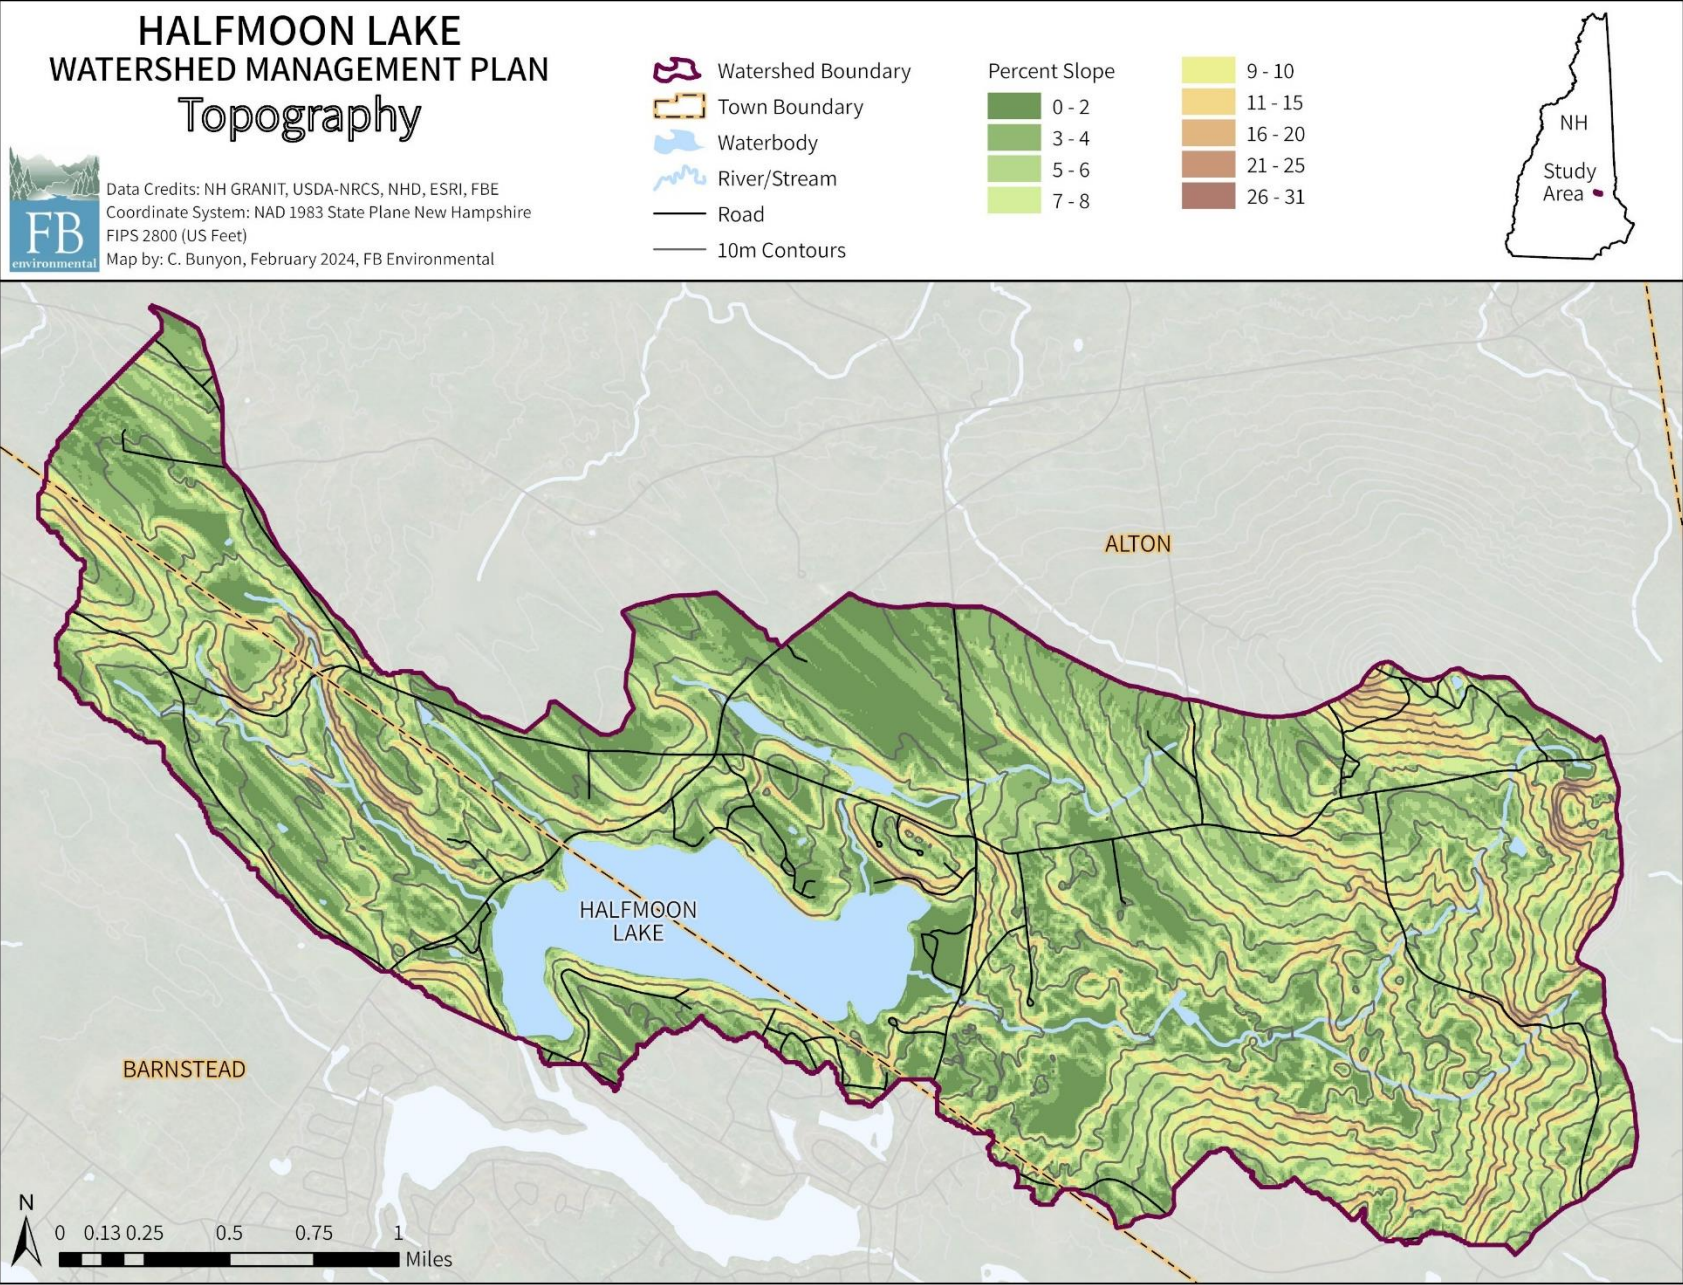 HALFMOON LAKE
WATERSHED MANAGEMENT PLAN
Topography
FB
environmental
Data Credits: NH GRANIT, USDA-NRCS, NHD, ESRI, FBE
Coordinate System: NAD 1983 State Plane New Hampshire
FIPS 2800 (US Feet)
Map by: C. Bunyon, February 2024, FB Environmental
Watershed Boundary
Town Boundary
Waterbody
River/Stream
Road
10m Contours
Percent Slope
0 - 2
3 - 4
5 - 6
7 - 8
9 - 10
11 - 15
16 - 20
21 - 25
26 - 31
NH
Study
Area
ALTON
HALFMOON
LAKE
BARNSTEAD
N
0 0.13 0.25 0.5 0.75 1
Miles